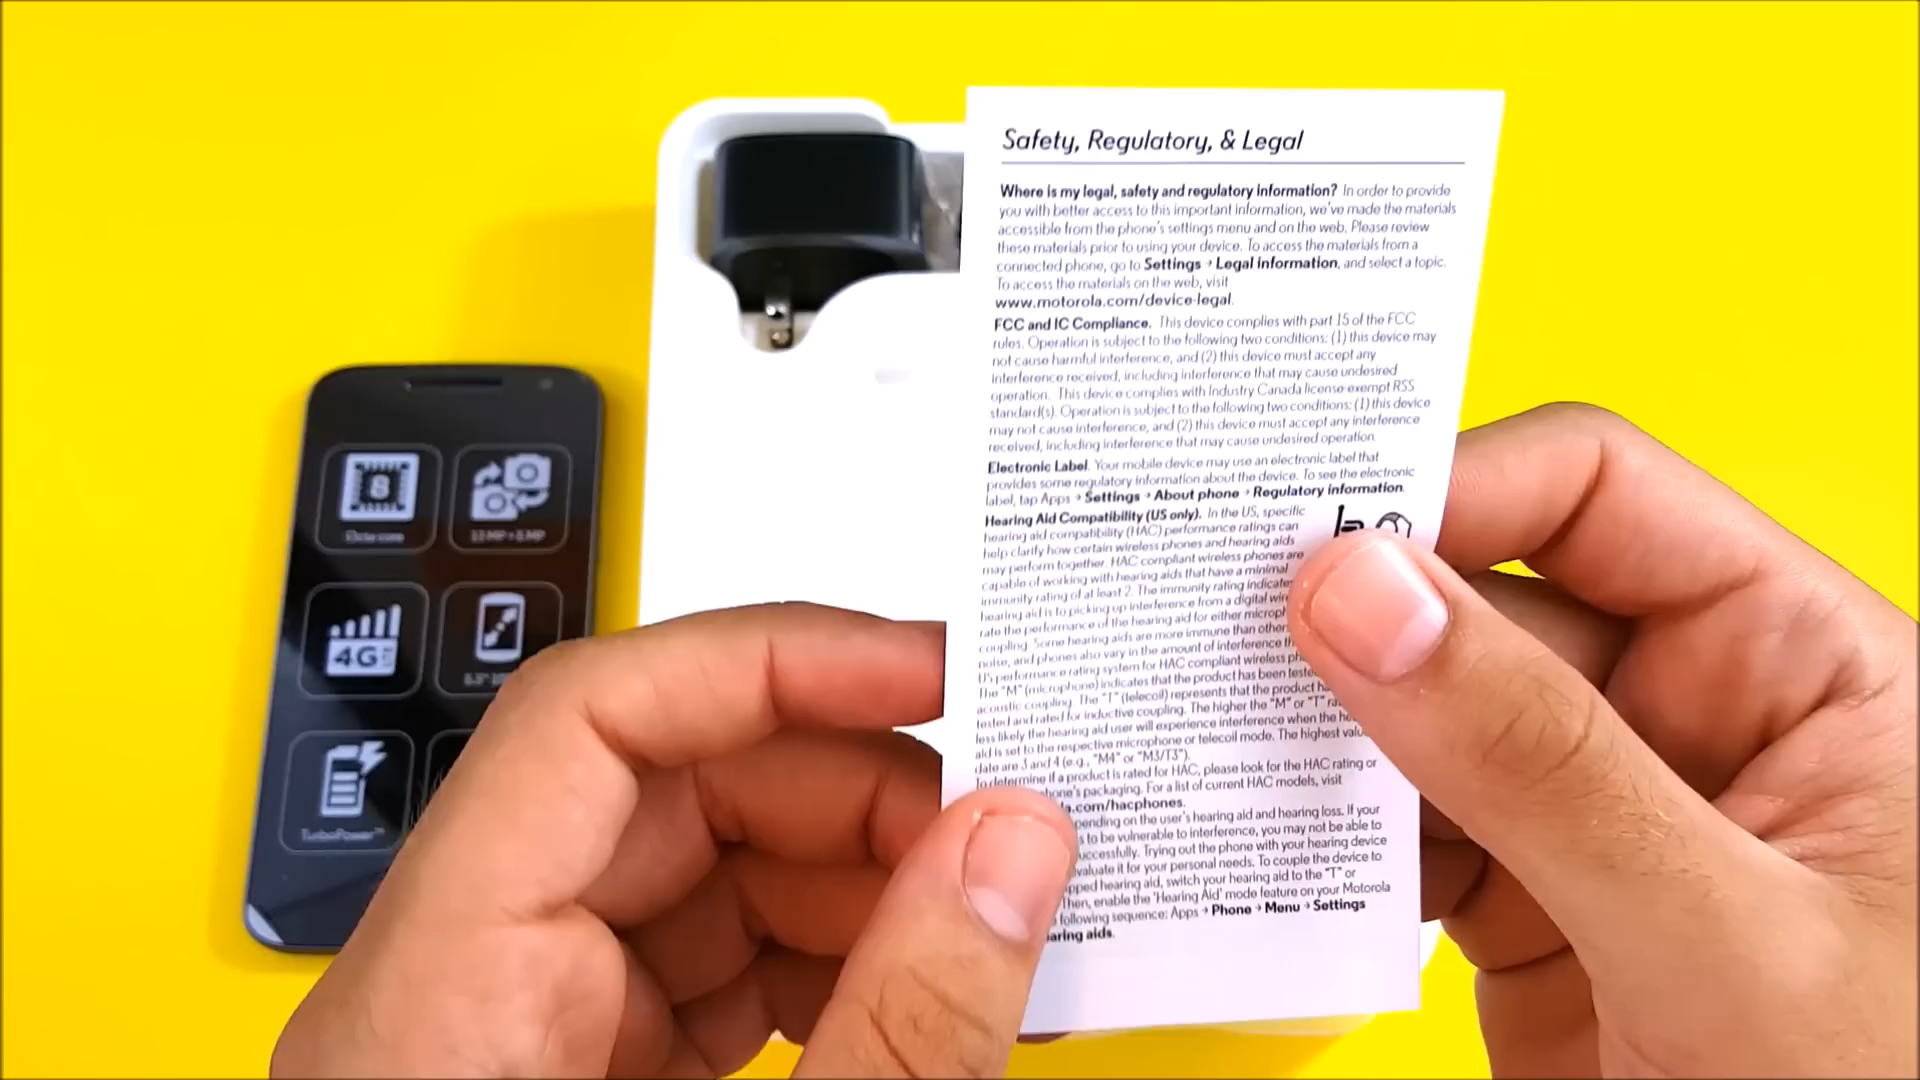 Safety, Regulatory, & Legal
Where is my legal, safety and regulatory information? In order to provide
you with better access to this important information, we've made the materials
accessible from the phone's settings menu and on the web. Please review
these materials prior to using your device. To access the materials from a
connected phone, go to Settings → Legal information, and select a topic.
To access the materials on the web, visit
www.motorola.com/device-legal.
FCC and IC Compliance. This device complies with part 15 of the FCC
rules. Operation is subject to the following two conditions: (1) this device may
not cause harmful interference, and (2) this device must accept any
interference received, including interference that may cause undesired
operation. This device complies with Industry Canada license-exempt RSS
standard(s). Operation is subject to the following two conditions: (1) this device
may not cause interference, and (2) this device must accept any interference
received, including interference that may cause undesired operation.
Electronic Label. Your mobile device may use an electronic label that
provides some regulatory information about the device. To see the electronic
label, tap Apps → Settings → About phone → Regulatory information.
Hearing Aid Compatibility (US only). In the US, specific
hearing aid compatibility (HAC) performance ratings can
help clarify how certain wireless phones and hearing aids
may perform together. HAC compliant wireless phones are
capable of working with hearing aids that have a minimal
immunity rating of at least 2. The immunity rating indicate
hearing aid is to picking up interference from a digital
rate the performance of the hearing aid for either
coupling. Some hearing aids are more immune than other
noise, and phones also vary in the amount of interference
US performance rating system for HAC compliant wireless
The "M" (microphone) indicates that the product has been
acoustic coupling. The "T" (telecoil) represents that the product
tested and rated for inductive coupling. The higher the "M" or "T"
less likely the hearing aid user will experience interference when the
aid is set to the respective microphone or telecoil mode. The highest
date are 3 and 4 (e.g., "M4" or "M3/T3").
To determine if a product is rated for HAC, please look for the HAC rating or
hone's packaging. For a list of current HAC models, visit
a.com/hacphones.
pending on the user's hearing aid and hearing loss. If your
s to be vulnerable to interference, you may not be able to
uccessfully. Trying out the phone with your hearing device
valuate it for your personal needs. To couple the device to
pped hearing aid, switch your hearing aid to the "T" or
Then, enable the 'Hearing Aid' mode feature on your Motorola
following sequence: Apps → Phone → Menu → Settings
aring aids.
8
4G
TurboPower™